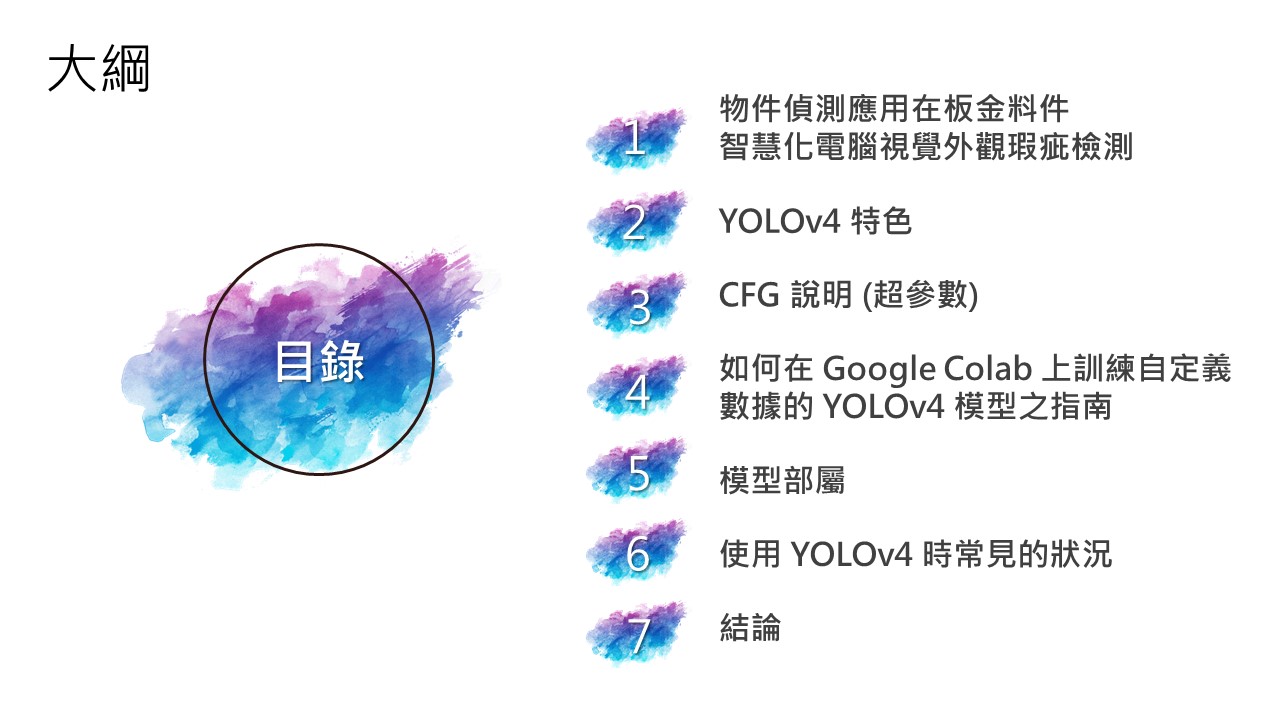 大綱
目錄
1
物件偵測應用在板金料件
智慧化電腦視覺外觀瑕疵檢測
2
YOLOv4 特色
3
CFG 說明 (超參數)
4
如何在 Google Colab 上訓練自定義
數據的 YOLOv4 模型之指南
5
模型部屬
6
使用 YOLOv4 時常見的狀況
7
結論